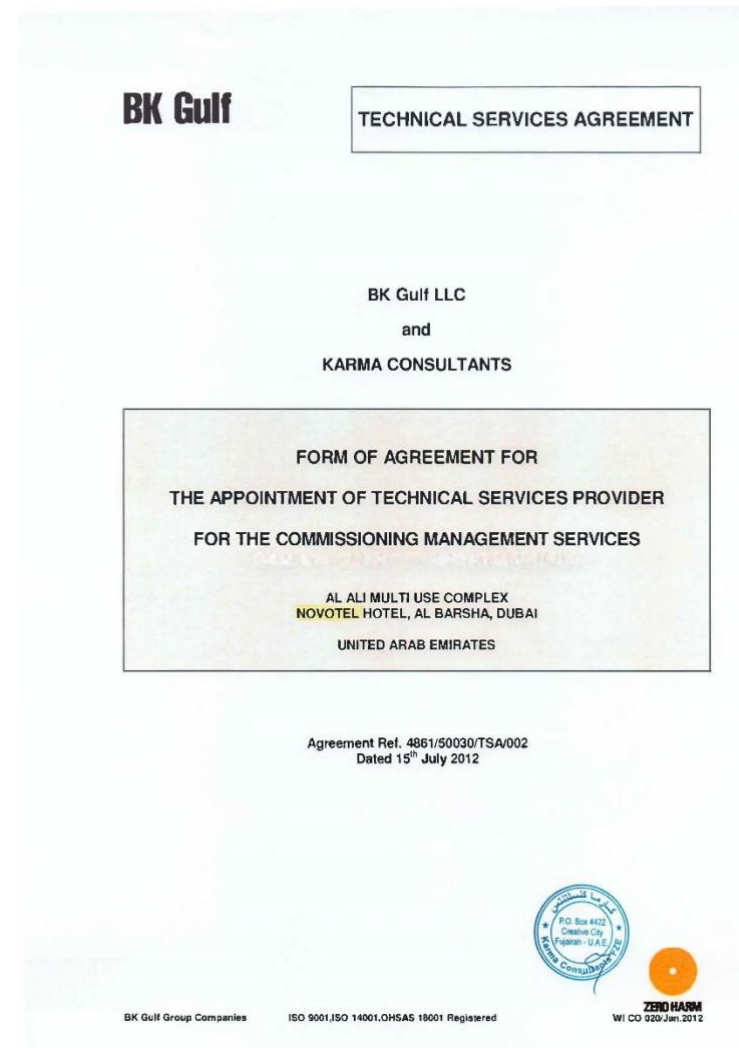 BK Gulf
TECHNICAL SERVICES AGREEMENT
BK Gulf LLC
and
KARMA CONSULTANTS
FORM OF AGREEMENT FOR
THE APPOINTMENT OF TECHNICAL SERVICES PROVIDER
FOR THE COMMISSIONING MANAGEMENT SERVICES
AL ALI MULTI USE COMPLEX
NOVOTEL HOTEL, AL BARSHA, DUBAI
UNITED ARAB EMIRATES
Agreement Ref. 4861/50030/TSA/002
Dated 15th July 2012
كارما كنسلتنتس
P.O. Box 4422
Creative City
Fujairah - U.A.E.
Karma Consultants FZE
ZERO HARM
BK Gulf Group Companies ISO 9001,ISO 14001,OHSAS 18001 Registered WI CO 020/Jan.2012